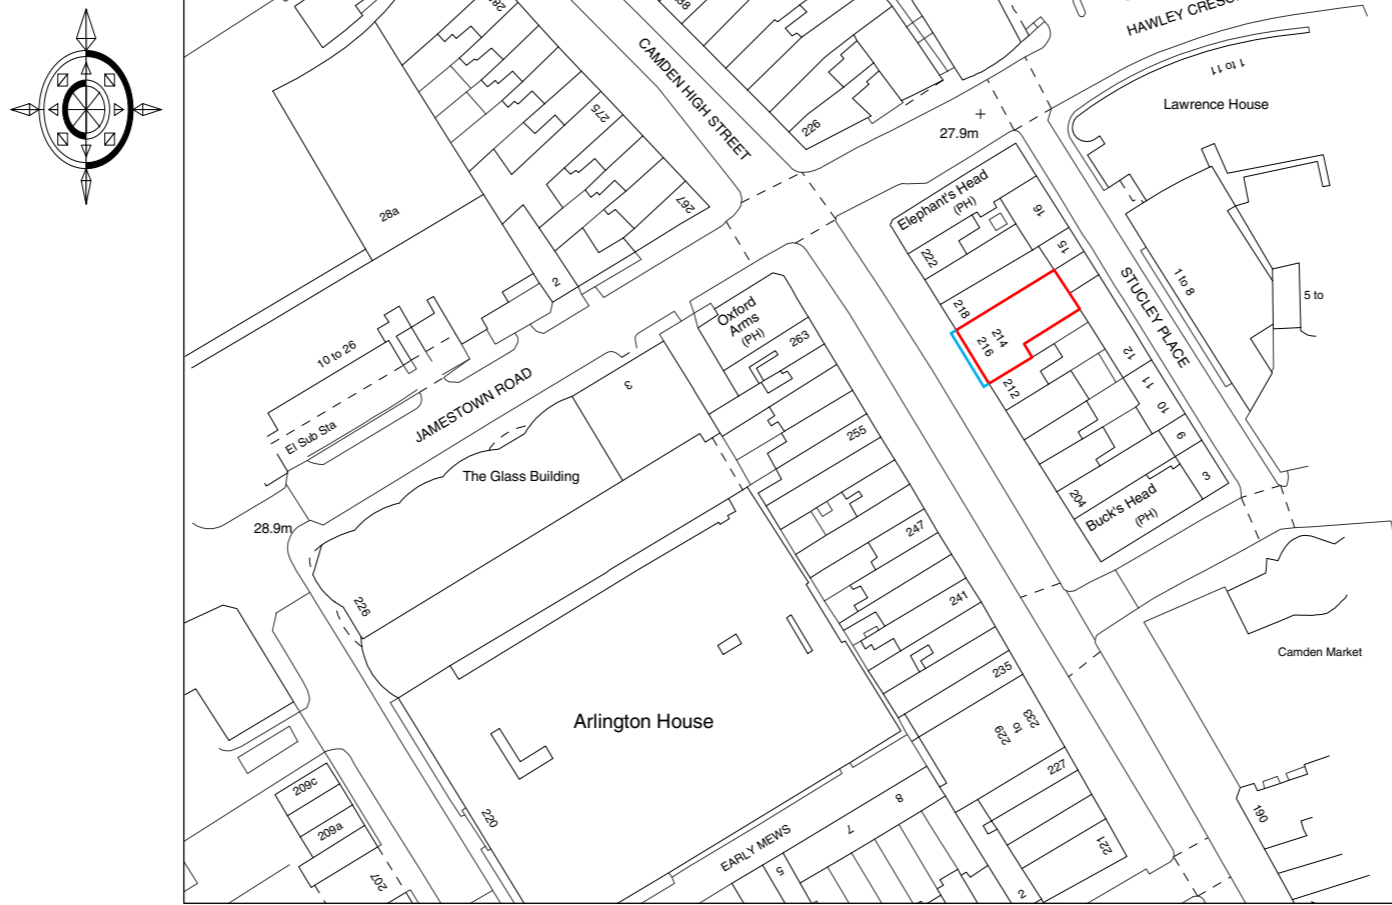 HAWLEY CRESC
1 to 11
Lawrence House
CAMDEN HIGH STREET
275
226
27.9m
267
28a
Elephant's Head
(PH)
16
15
222
218
214
216
212
STUCLEY PLACE
1 to 8
5 to
2
Oxford
Arms
(PH)
263
10 to 26
JAMESTOWN ROAD
El Sub Sta
3
The Glass Building
255
12
11
10
9
3
204
Buck's Head
(PH)
28.9m
247
226
241
235
Camden Market
Arlington House
233
to
229
227
209c
209a
207
220
EARLY MEWS
5
7
8
221
2
190